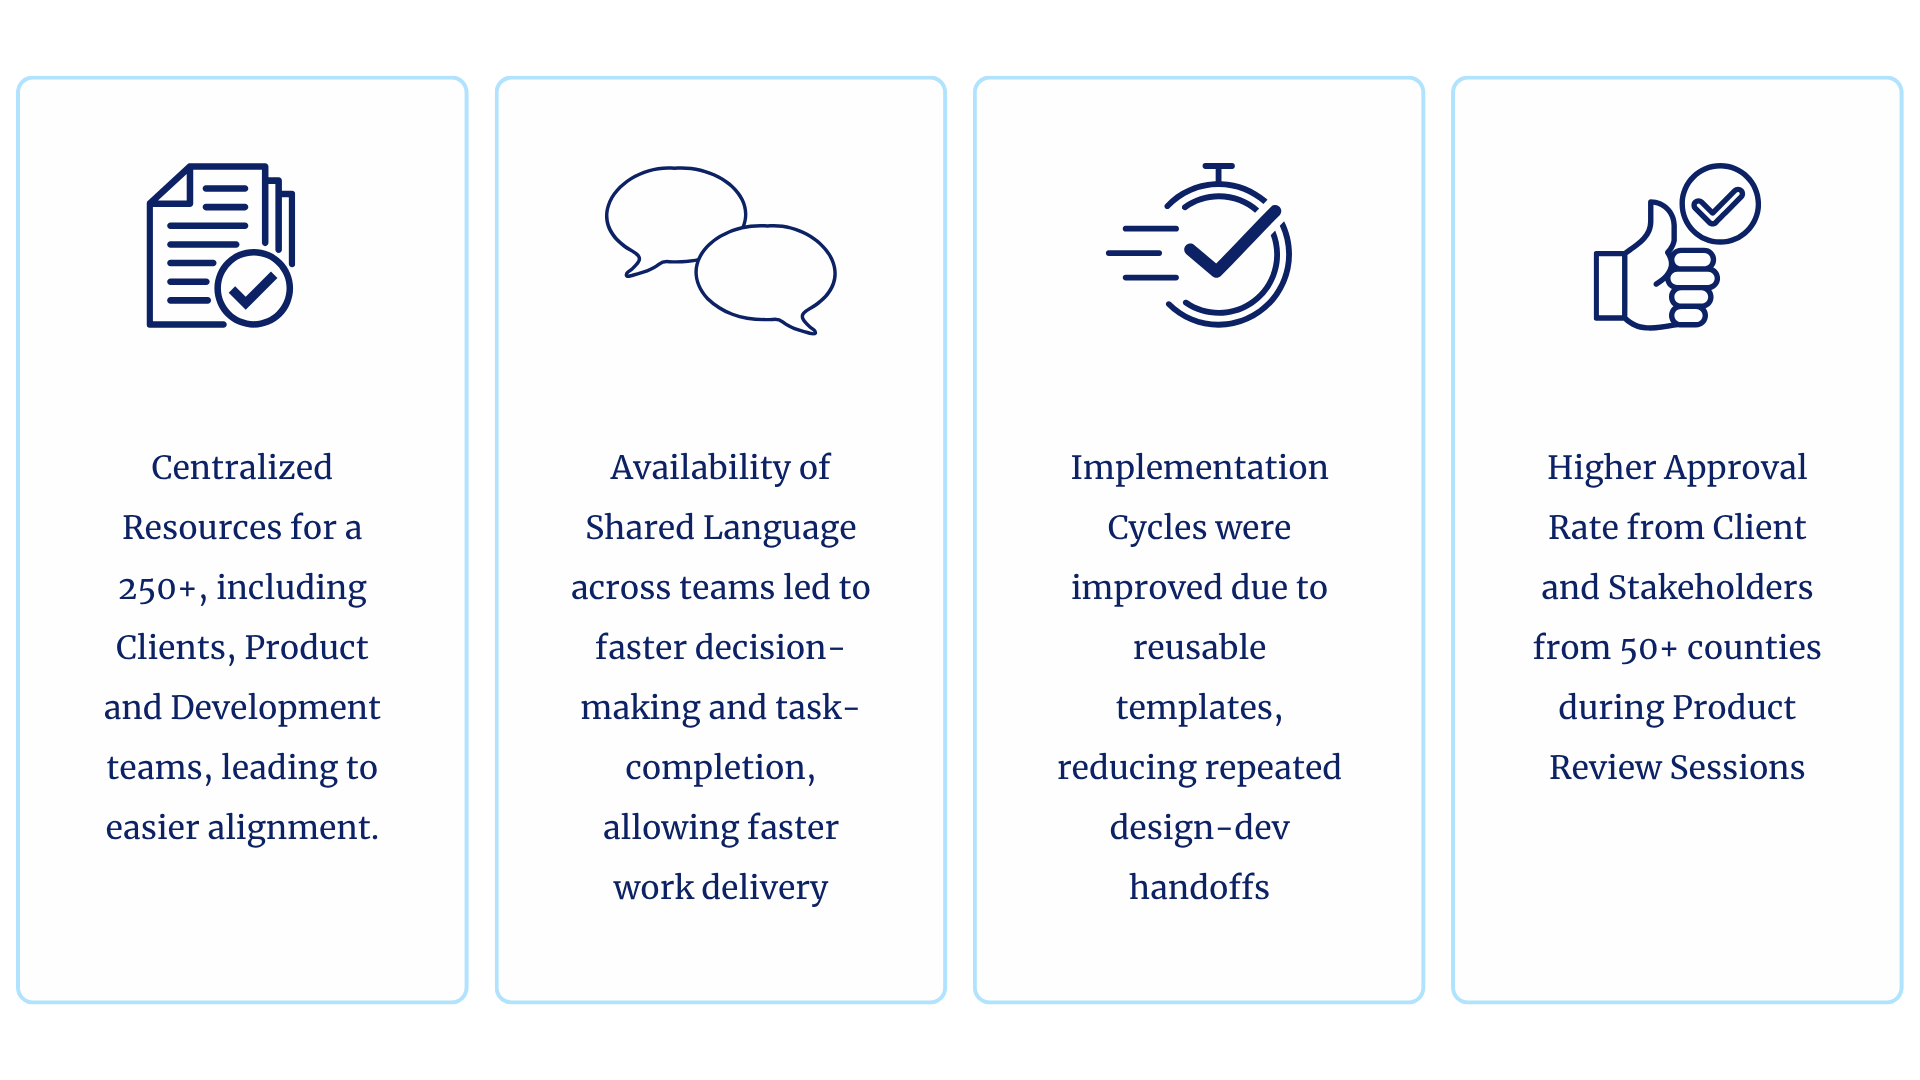 Centralized
Resources for a
250+, including
Clients, Product
and Development
teams, leading to
easier alignment.
Availability of
Shared Language
across teams led to
faster decision-
making and task-
completion,
allowing faster
work delivery
Implementation
Cycles were
improved due to
reusable
templates,
reducing repeated
design-dev
handoffs
Higher Approval
Rate from Client
and Stakeholders
from 50+ counties
during Product
Review Sessions